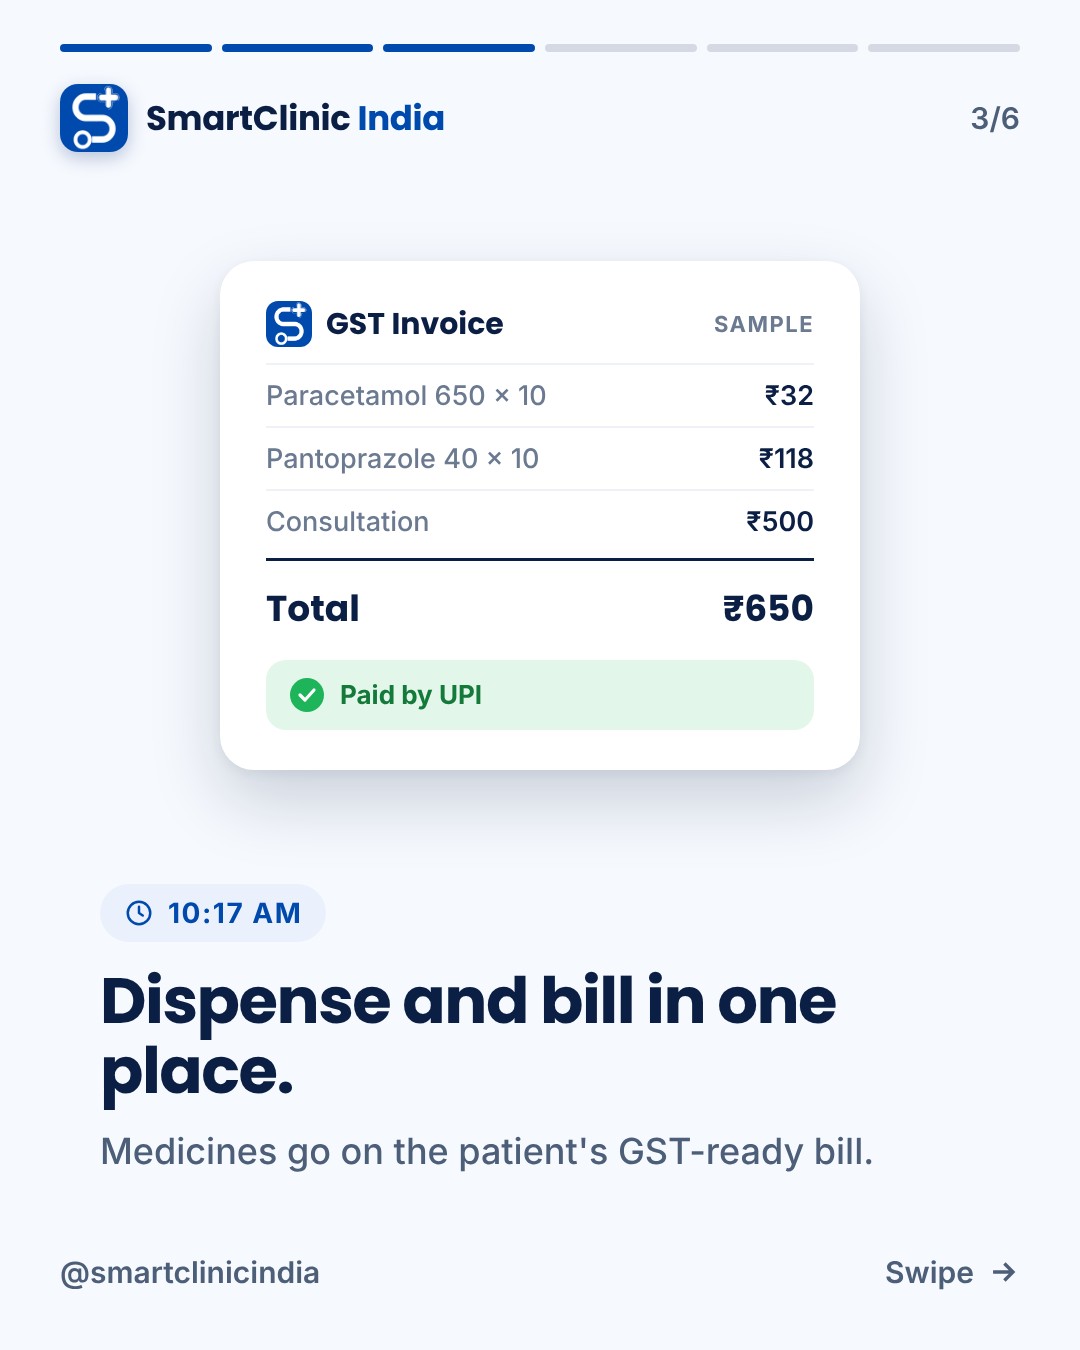 SmartClinic India
3/6
GST Invoice
SAMPLE
Paracetamol 650 × 10
₹32
Pantoprazole 40 × 10
₹118
Consultation
₹500
Total
₹650
Paid by UPI
10:17 AM
Dispense and bill in one
place.
Medicines go on the patient's GST-ready bill.
@smartclinicindia
Swipe →